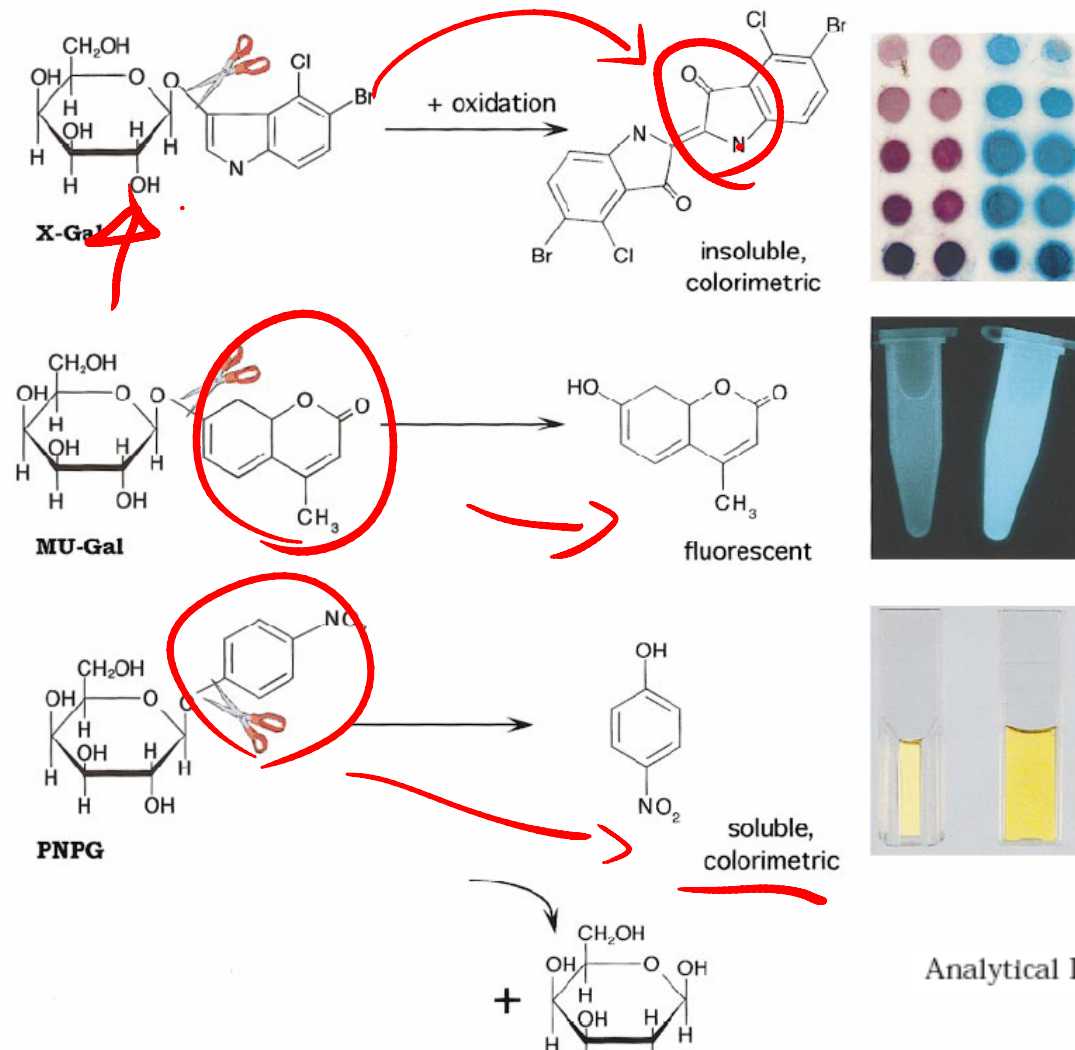 CH₂OH
O
O
Cl
Br
OH
H
OH
H
H
H
H
OH
N
X-Gal
+ oxidation
Cl
Br
O
N
N
O
Br
Cl
insoluble,
colorimetric
CH₂OH
O
O
O
O
OH
H
OH
H
H
H
H
OH
CH₃
MU-Gal
HO
O
O
CH₃
fluorescent
NO₂
CH₂OH
O
O
OH
H
OH
H
H
H
H
OH
PNPG
OH
NO₂
soluble,
colorimetric
+
CH₂OH
O
OH
OH
H
OH
H
H
H
Analytical